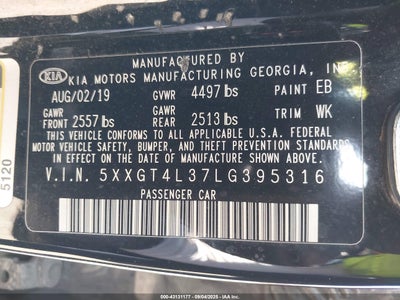 MANUFACTURED BY
KIA KIA MOTORS MANUFACTURING GEORGIA, IN
AUG/02/19 GVWR 4497 lbs PAINT EB
GAWR FRONT 2557 lbs GAWR REAR 2513 lbs TRIM WK
THIS VEHICLE CONFORMS TO ALL APPLICABLE U.S.A. FEDERAL
MOTOR VEHICLE SAFETY, BUMPER, AND THEFT PREVENTION
STANDARDS IN EFFECT ON THE DATE OF MANUFACTURE SHOWN ABOVE.
V.I.N. 5XXGT4L37LG395316
PASSENGER CAR
5120
000-43131177 - 09/04/2025 - IAAI.COM